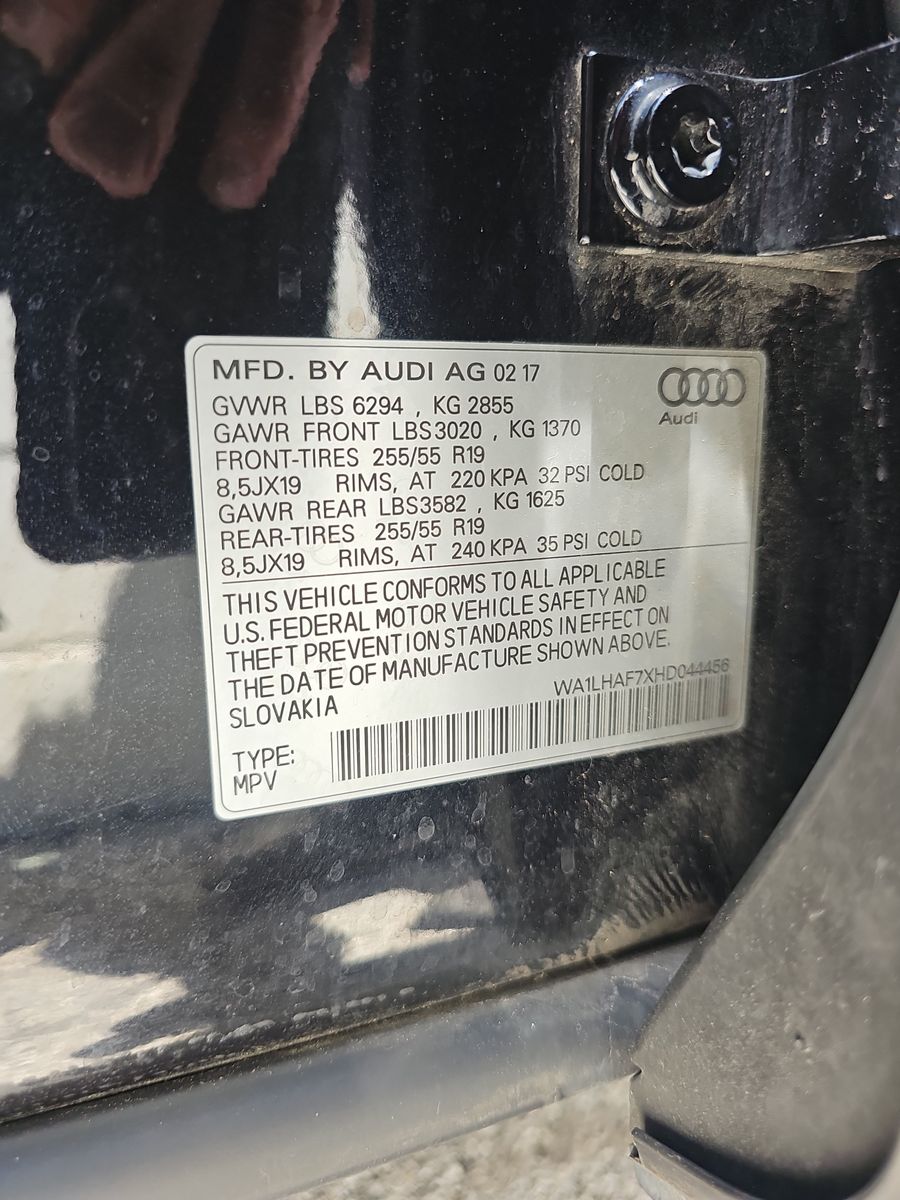 MFD. BY AUDI AG 02 17
Audi
GVWR LBS 6294 , KG 2855
GAWR FRONT LBS3020 , KG 1370
FRONT-TIRES 255/55 R19
8,5JX19 RIMS, AT 220 KPA 32 PSI COLD
GAWR REAR LBS3582 , KG 1625
REAR-TIRES 255/55 R19
8,5JX19 RIMS, AT 240 KPA 35 PSI COLD
THIS VEHICLE CONFORMS TO ALL APPLICABLE
U.S. FEDERAL MOTOR VEHICLE SAFETY AND
THEFT PREVENTION STANDARDS IN EFFECT ON
THE DATE OF MANUFACTURE SHOWN ABOVE.
SLOVAKIA
WA1LHAF7XHD044456
TYPE:
MPV